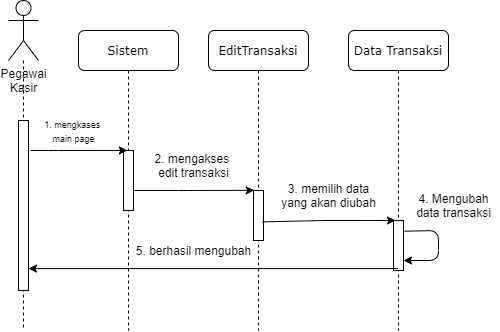 Sistem
EditTransaksi
Data Transaksi
Pegawai
Kasir
1. mengkases
main page
2. mengakses
edit transaksi
3. memilih data
yang akan diubah
4. Mengubah
data transaksi
5. berhasil mengubah